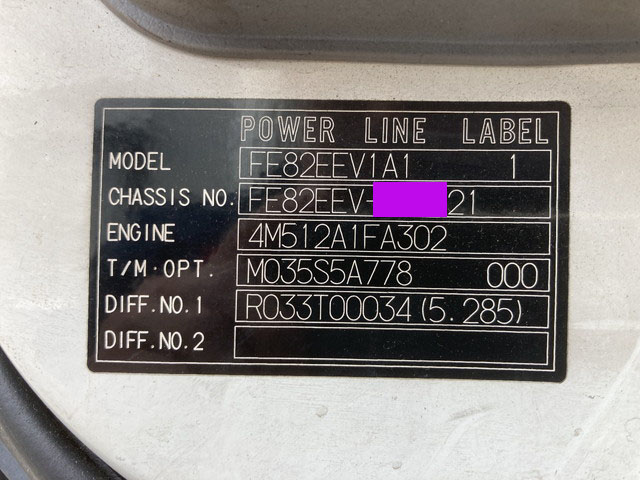 POWER LINE LABEL
MODEL FE82EEV1A1 1
CHASSIS NO. FE82EEV- 21
ENGINE 4M512A1FA302
T/M·OPT. M035S5A778 000
DIFF.NO.1 R033T00034(5.285)
DIFF.NO.2